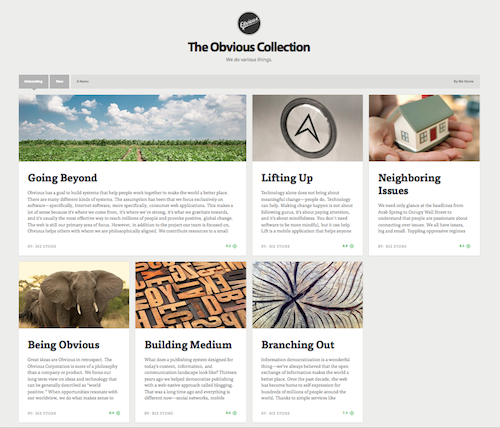 Obvious
The Obvious Collection
We do various things.
By Biz Stone
Going Beyond
Obvious has a goal to build systems that help people work together to make the world a better place.
There are many different kinds of systems. The assumption has been that we focus exclusively on
software—specifically, Internet software, more specifically, consumer web applications. This makes a
lot of sense because it's where we come from, it's where we're strong, it's what we gravitate towards,
and it's usually the most effective way to reach millions of people and provoke positive, global change.
The web is still our primary area of focus. However, in addition to the project our team is focused on,
Obvious helps others with whom we are philosophically aligned. We contribute resources to a small
BY: BIZ STONE
Lifting Up
Technology alone does not bring about
meaningful change—people do. Technology
can help. Making change happen is not about
following gurus, it's about paying attention,
and it's about mindfulness. You don't need
software to be more mindful, but it can help.
Lift is a mobile application that helps anyone
BY: BIZ STONE
Neighboring
Issues
We need only glance at the headlines from
Arab Spring to Occupy Wall Street to
understand that people are passionate about
connecting over issues. We all have issues,
big and small. Toppling oppressive regimes
BY: BIZ STONE
Being Obvious
Great ideas are Obvious in retrospect. The
Obvious Corporation is more of a philosophy
than a company or product. We focus our
long term view on ideas and technology that
can be generally described as "world
positive." When opportunities resonate with
our worldview, we do what makes sense to
BY: BIZ STONE
Building Medium
What does a publishing system designed for
today's content, information, and
communication landscape look like? Thirteen
years ago we helped democratize publishing
with a web-native approach called blogging.
That was a long time ago and everything is
different now—social networks, mobile
BY: BIZ STONE
Branching Out
Information democratization is a wonderful
thing—we've always believed that the open
exchange of information makes the world a
better place. Over the past decade, the web
has become home to self-expression for
hundreds of millions of people around the
world. Thanks to simple services like
BY: BIZ STONE